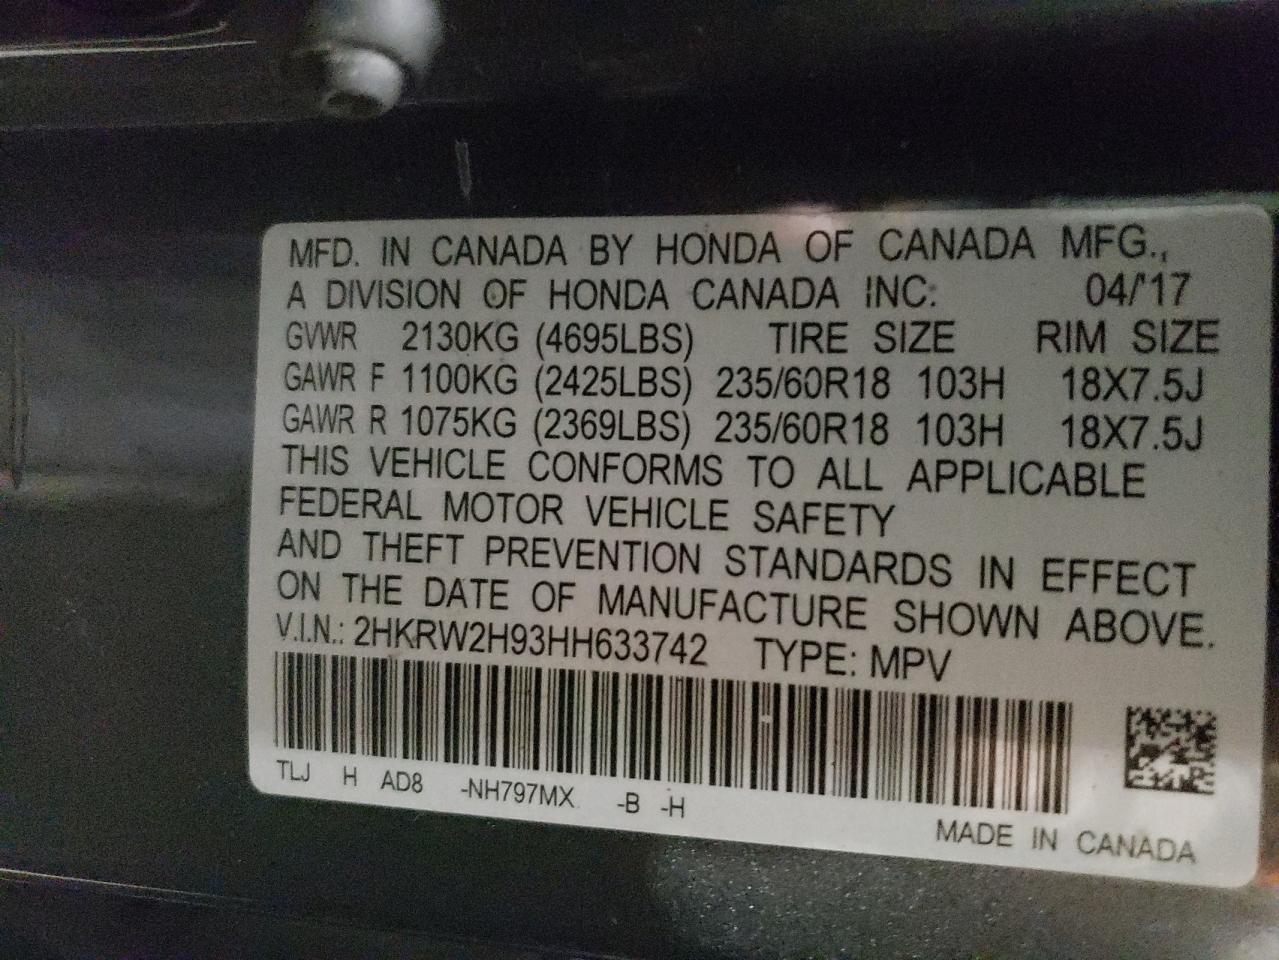 MFD. IN CANADA BY HONDA OF CANADA MFG.,
A DIVISION OF HONDA CANADA INC. 04/'17
GVWR 2130KG (4695LBS) TIRE SIZE RIM SIZE
GAWR F 1100KG (2425LBS) 235/60R18 103H 18X7.5J
GAWR R 1075KG (2369LBS) 235/60R18 103H 18X7.5J
THIS VEHICLE CONFORMS TO ALL APPLICABLE
FEDERAL MOTOR VEHICLE SAFETY
AND THEFT PREVENTION STANDARDS IN EFFECT
ON THE DATE OF MANUFACTURE SHOWN ABOVE.
V.I.N.: 2HKRW2H93HH633742 TYPE: MPV
TLJ H AD8 -NH797MX -B -H
MADE IN CANADA